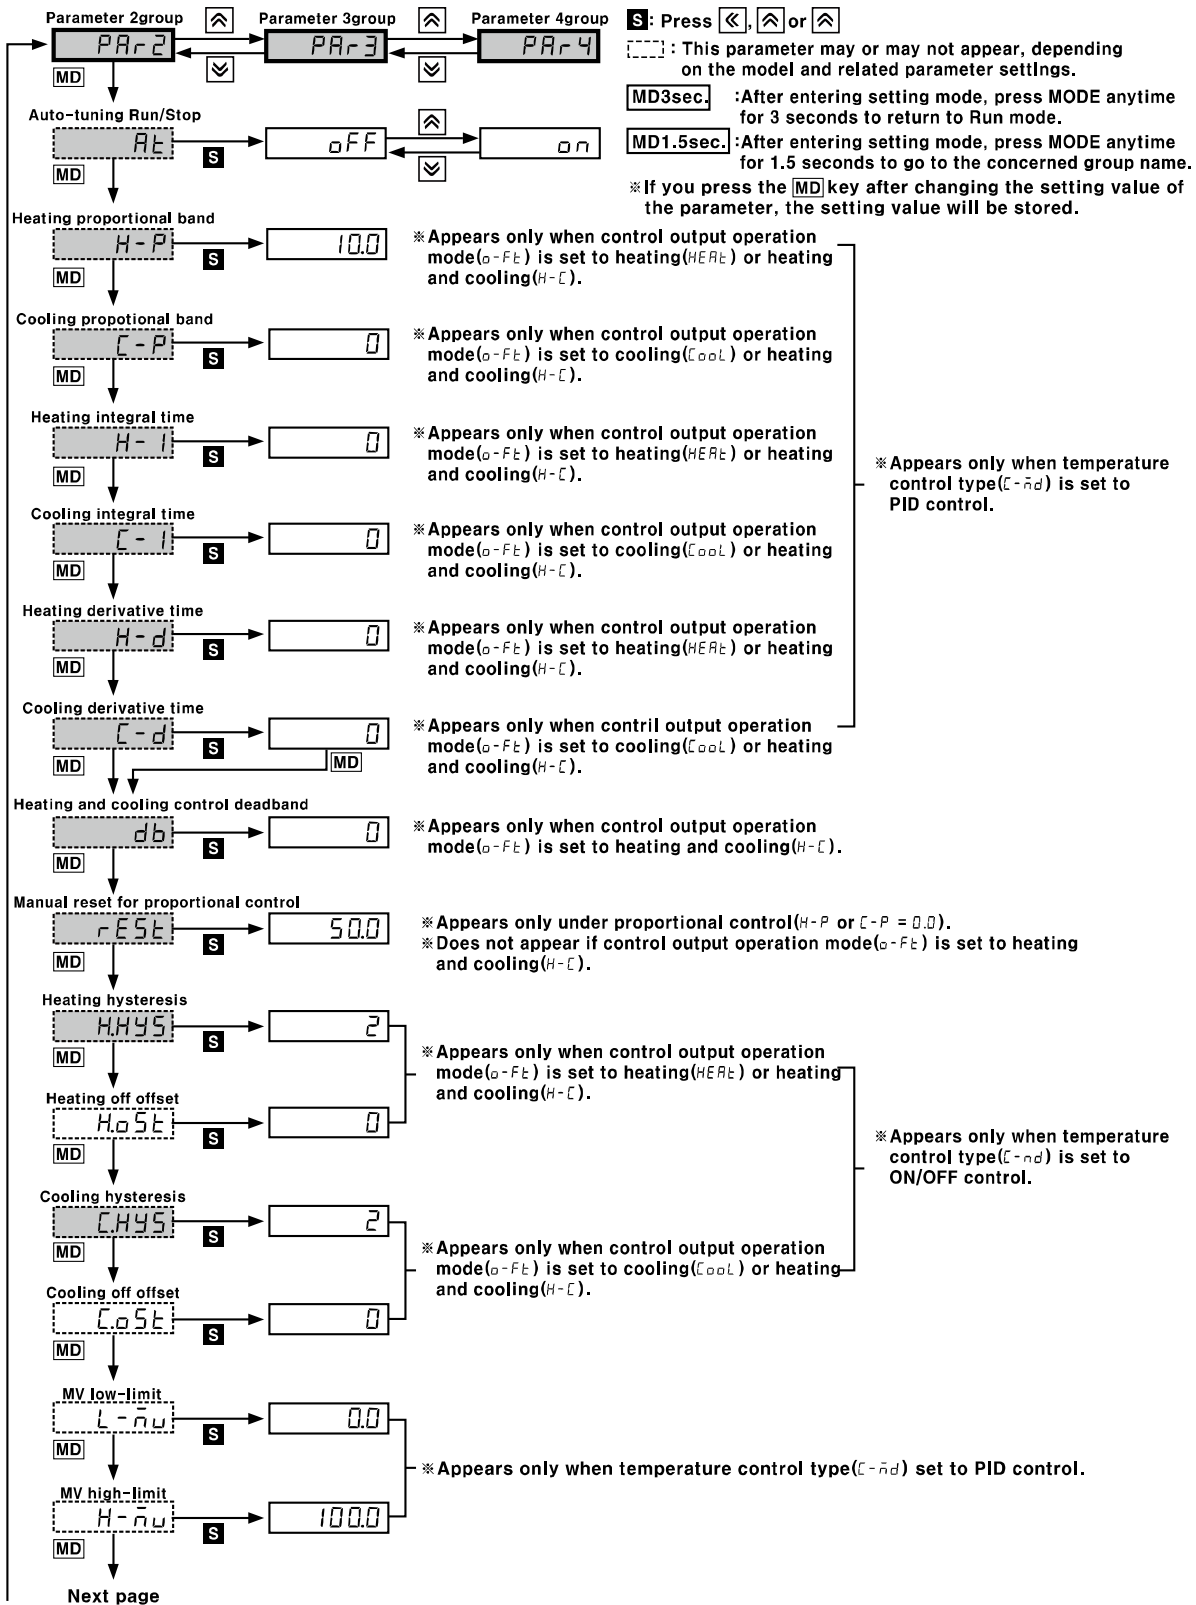 Parameter 2group
Parameter 3group
Parameter 4group
PAr2
PAr3
PAr4
MD
S: Press «, or
: This parameter may or may not appear, depending
on the model and related parameter settings.
MD3sec. :After entering setting mode, press MODE anytime
for 3 seconds to return to Run mode.
MD1.5sec. :After entering setting mode, press MODE anytime
for 1.5 seconds to go to the concerned group name.
※If you press the MD key after changing the setting value of
the parameter, the setting value will be stored.
Auto-tuning Run/Stop
At
S
oFF
on
MD
Heating proportional band
H-P
S
10.0
MD
※Appears only when control output operation
mode(o-Ft) is set to heating(HEAt) or heating
and cooling(H-C).
Cooling propotional band
C-P
S
0
MD
※Appears only when control output operation
mode(o-Ft) is set to cooling(CooL) or heating
and cooling(H-C).
Heating integral time
H-I
S
0
MD
※Appears only when control output operation
mode(o-Ft) is set to heating(HEAt) or heating
and cooling(H-C).
※Appears only when temperature
control type(C-n̄d) is set to
PID control.
Cooling integral time
C-I
S
0
MD
※Appears only when control output operation
mode(o-Ft) is set to cooling(CooL) or heating
and cooling(H-C).
Heating derivative time
H-d
S
0
MD
※Appears only when control output operation
mode(o-Ft) is set to heating(HEAt) or heating
and cooling(H-C).
Cooling derivative time
C-d
S
0
MD
MD
※Appears only when contril output operation
mode(o-Ft) is set to cooling(CooL) or heating
and cooling(H-C).
Heating and cooling control deadband
db
S
0
MD
※Appears only when control output operation
mode(o-Ft) is set to heating and cooling(H-C).
Manual reset for proportional control
rESt
S
50.0
MD
※Appears only under proportional control(H-P or C-P = 0.0).
※Does not appear if control output operation mode(o-Ft) is set to heating
and cooling(H-C).
Heating hysteresis
H.HYS
S
2
MD
※Appears only when control output operation
mode(o-Ft) is set to heating(HEAt) or heating
and cooling(H-C).
Heating off offset
H.oSt
S
0
MD
※Appears only when temperature
control type(C-nd) is set to
ON/OFF control.
Cooling hysteresis
C.HYS
S
2
MD
※Appears only when control output operation
mode(o-Ft) is set to cooling(CooL) or heating
and cooling(H-C).
Cooling off offset
C.oSt
S
0
MD
MV low-limit
L-n̄u
S
0.0
MD
※Appears only when temperature control type(C-n̄d) set to PID control.
MV high-limit
H-n̄u
S
100.0
MD
Next page